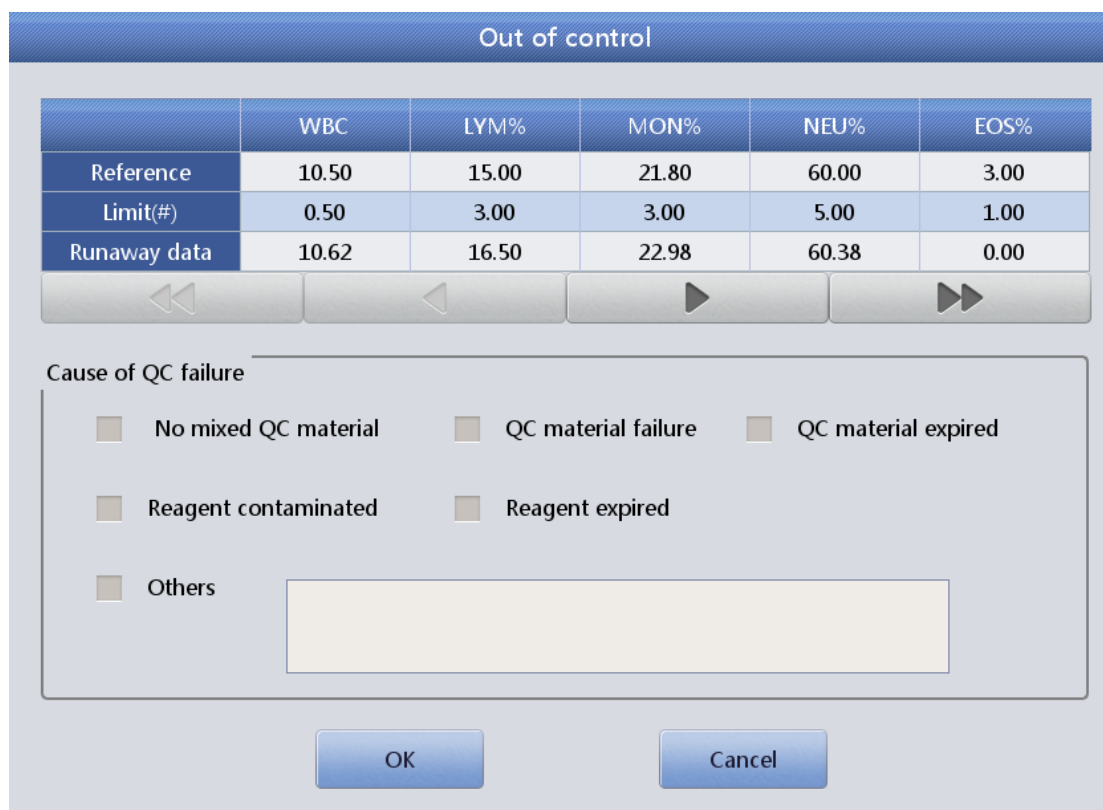 Out of control
WBC LYM% MON% NEU% EOS%
Reference 10.50 15.00 21.80 60.00 3.00
Limit(#) 0.50 3.00 3.00 5.00 1.00
Runaway data 10.62 16.50 22.98 60.38 0.00
Cause of QC failure
No mixed QC material QC material failure QC material expired
Reagent contaminated Reagent expired
Others
OK Cancel